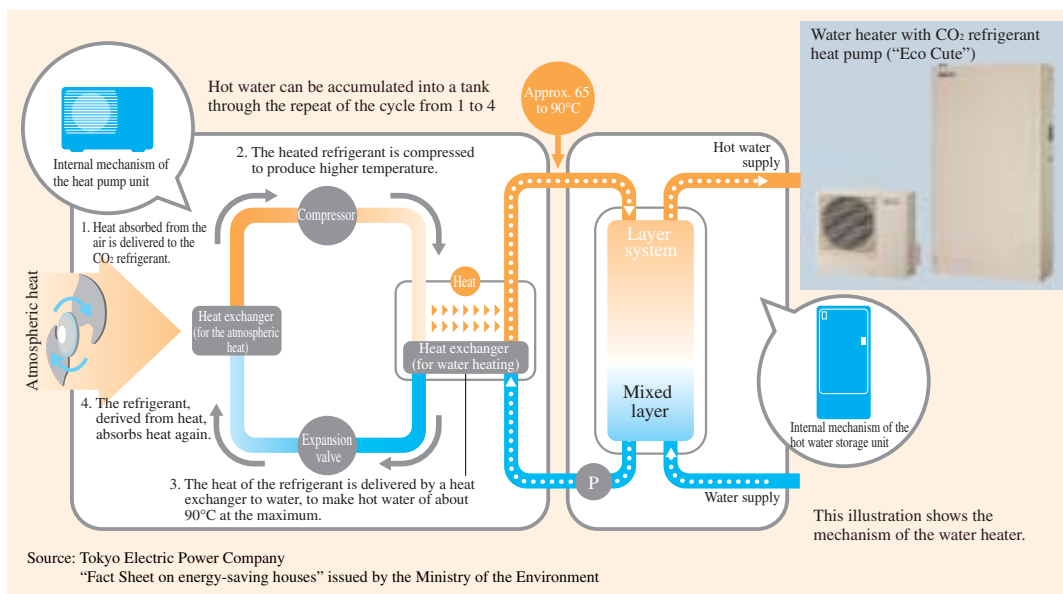 Water heater with CO2 refrigerant
heat pump (“Eco Cute”)
Hot water can be accumulated into a tank
through the repeat of the cycle from 1 to 4
Approx. 65
to 90°C
Internal mechanism of
the heat pump unit
2. The heated refrigerant is compressed
to produce higher temperature.
Hot water
supply
Compressor
1. Heat absorbed from the
air is delivered to the
CO2 refrigerant.
Layer
system
Heat
Atmospheric heat
Heat exchanger
(for the atmospheric
heat)
Heat exchanger
(for water heating)
Mixed
layer
4. The refrigerant,
derived from heat,
absorbs heat again.
Expansion
valve
Internal mechanism of the
hot water storage unit
P
3. The heat of the refrigerant is delivered by a heat
exchanger to water, to make hot water of about
90°C at the maximum.
Water supply
This illustration shows the
mechanism of the water heater.
Source: Tokyo Electric Power Company
“Fact Sheet on energy-saving houses” issued by the Ministry of the Environment